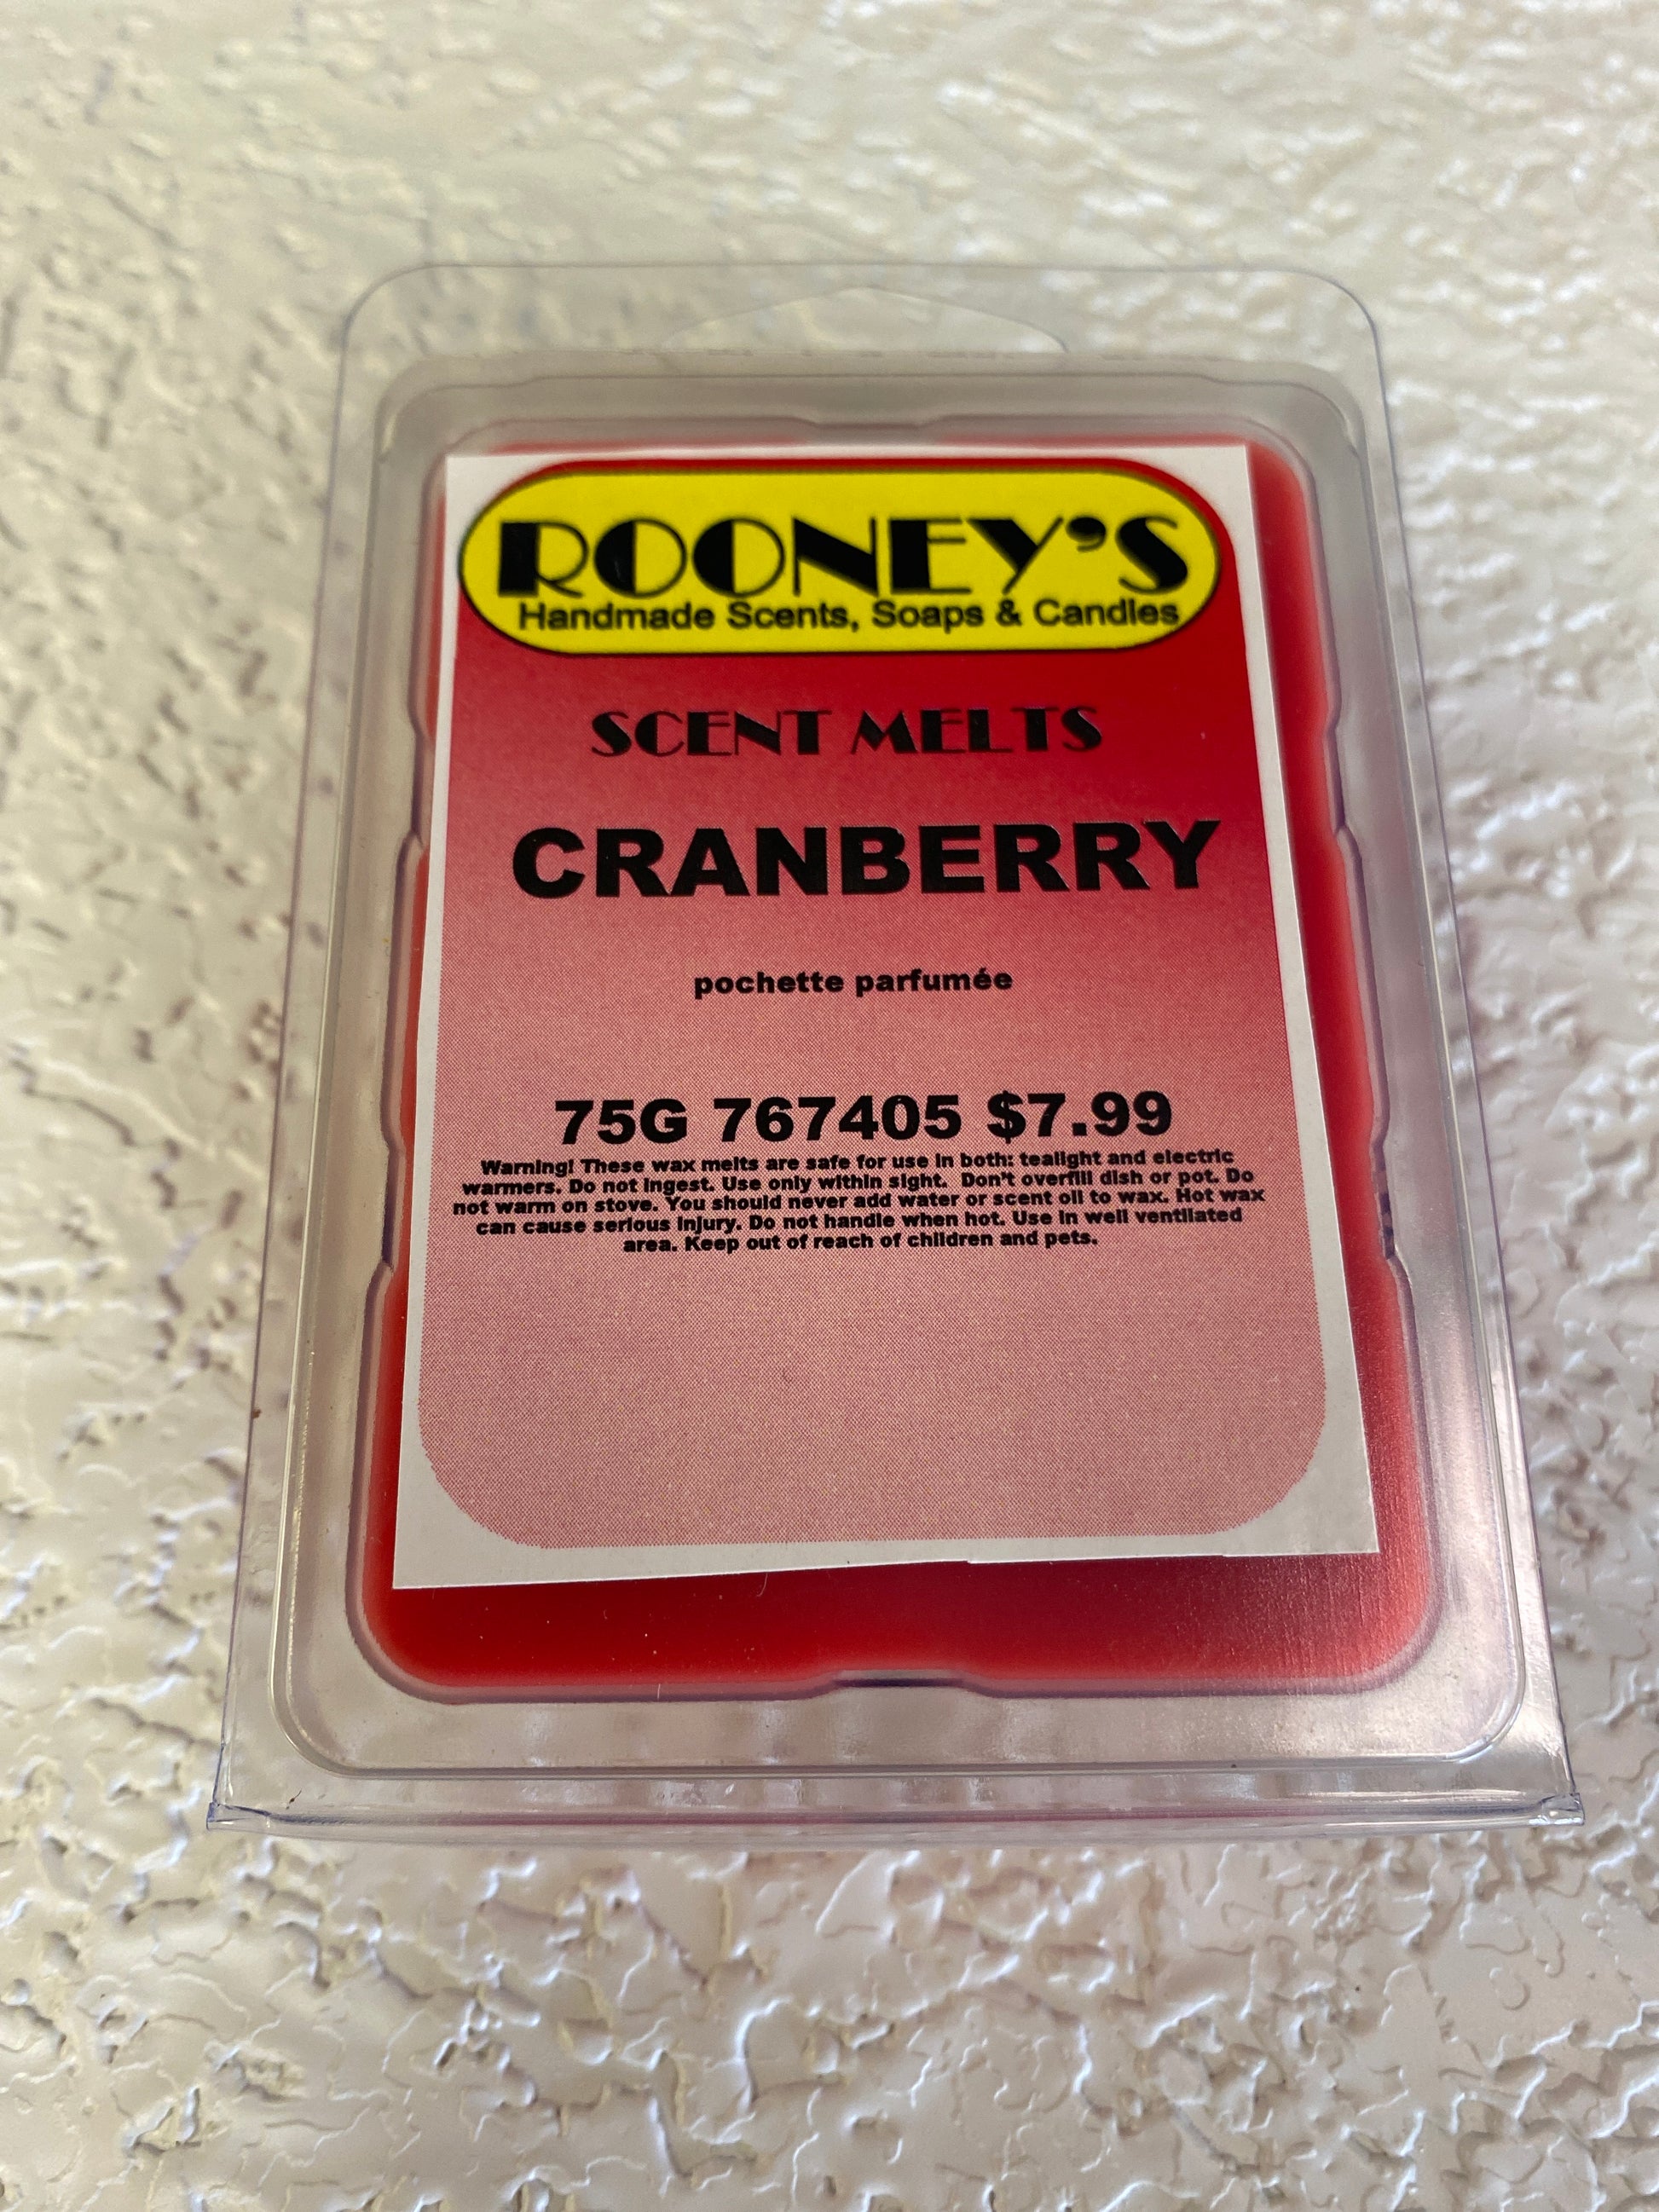 ROONEY'S
Handmade Scents, Soaps & Candles
SCENT MELTS
CRANBERRY
pochette parfumée
75G 767405 $7.99
Warning! These wax melts are safe for use in both: tealight and electric
warmers. Do not ingest. Use only within sight. Don't overfill dish or pot. Do
not warm on stove. You should never add water or scent oil to wax. Hot wax
can cause serious injury. Do not handle when hot. Use in well ventilated
area. Keep out of reach of children and pets.